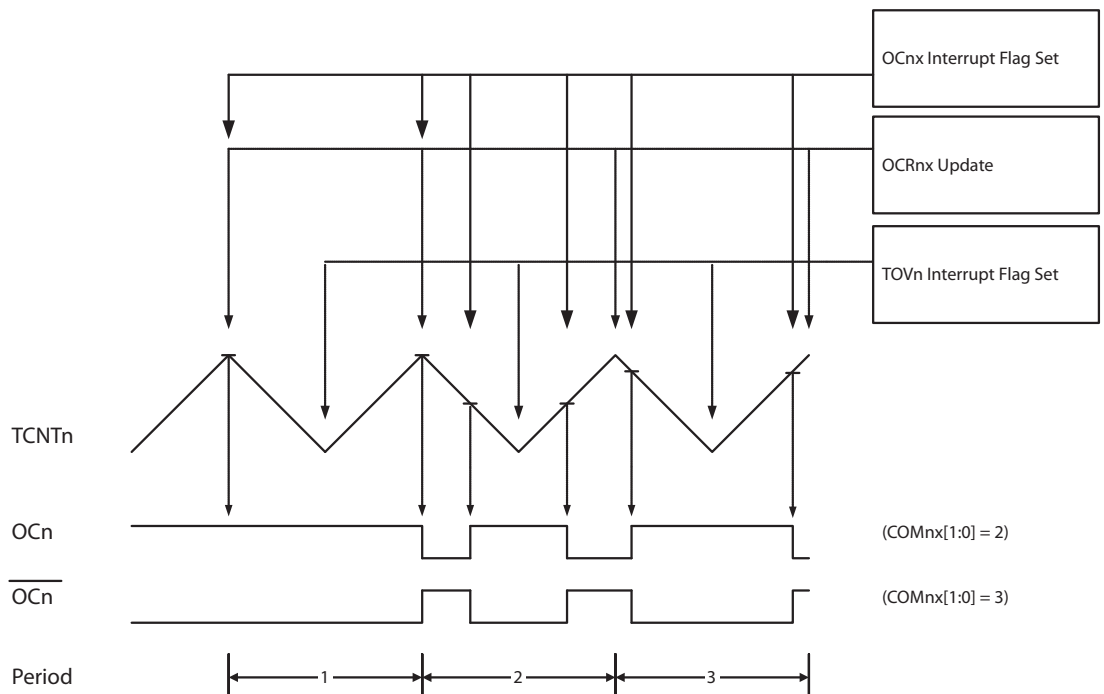 OCnx Interrupt Flag Set
OCRnx Update
TOVn Interrupt Flag Set
TCNTn
OCn
(COMnx[1:0] = 2)
OCn
(COMnx[1:0] = 3)
Period
1
2
3